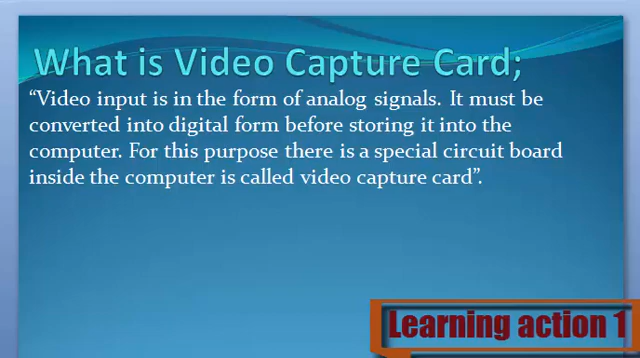 What is Video Capture Card;
“Video input is in the form of analog signals. It must be
converted into digital form before storing it into the
computer. For this purpose there is a special circuit board
inside the computer is called video capture card”.
Learning action 1